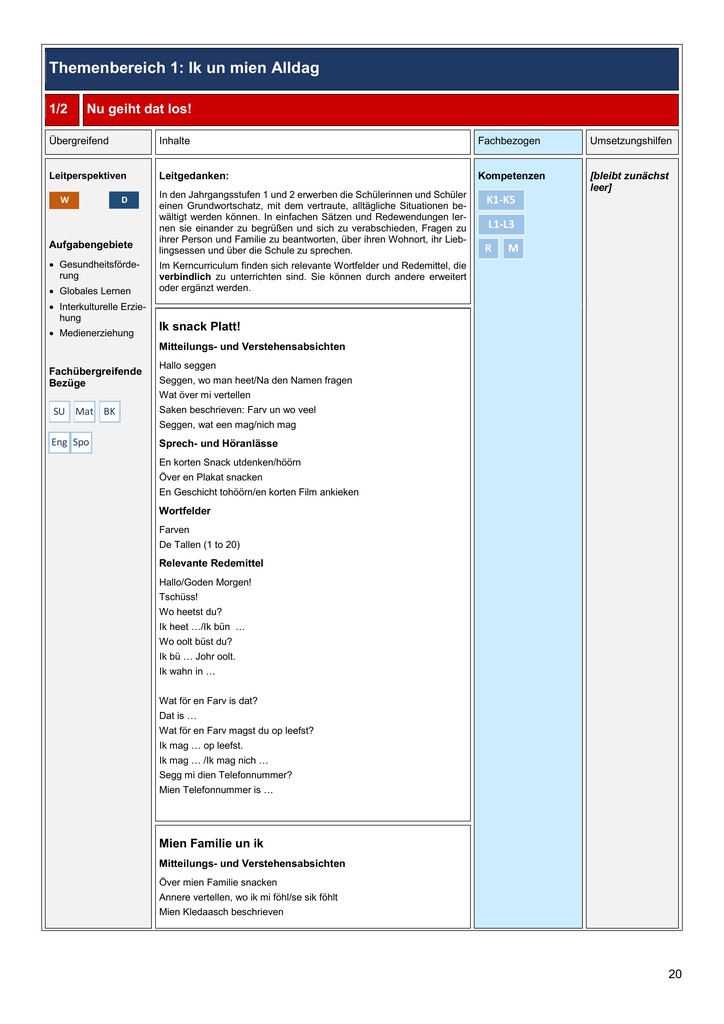 Themenbereich 1: Ik un mien Alldag
1/2 Nu geiht dat los!
Übergreifend
Inhalte
Fachbezogen
Umsetzungshilfen
Leitperspektiven
W D
Aufgabengebiete
• Gesundheitsförde-
rung
• Globales Lernen
• Interkulturelle Erzie-
hung
• Medienerziehung
Fachübergreifende
Bezüge
SU Mat BK
Eng Spo
Leitgedanken:
In den Jahrgangsstufen 1 und 2 erwerben die Schülerinnen und Schüler
einen Grundwortschatz, mit dem vertraute, alltägliche Situationen be-
wältigt werden können. In einfachen Sätzen und Redewendungen ler-
nen sie einander zu begrüßen und sich zu verabschieden, Fragen zu
ihrer Person und Familie zu beantworten, über ihren Wohnort, ihr Lieb-
lingsessen und über die Schule zu sprechen.
Im Kerncurriculum finden sich relevante Wortfelder und Redemittel, die
verbindlich zu unterrichten sind. Sie können durch andere erweitert
oder ergänzt werden.
Ik snack Platt!
Mitteilungs- und Verstehensabsichten
Hallo seggen
Seggen, wo man heet/Na den Namen fragen
Wat över mi vertellen
Saken beschrieven: Farv un wo veel
Seggen, wat een mag/nich mag
Sprech- und Höranlässe
En korten Snack utdenken/höörn
Över en Plakat snacken
En Geschicht tohöörn/en korten Film ankieken
Wortfelder
Farven
De Tallen (1 to 20)
Relevante Redemittel
Hallo/Goden Morgen!
Tschüss!
Wo heetst du?
Ik heet …/Ik bün …
Wo oolt büst du?
Ik bü … Johr oolt.
Ik wahn in …
Wat för en Farv is dat?
Dat is …
Wat för en Farv magst du op leefst?
Ik mag … op leefst.
Ik mag … /Ik mag nich …
Segg mi dien Telefonnummer?
Mien Telefonnummer is …
Mien Familie un ik
Mitteilungs- und Verstehensabsichten
Över mien Familie snacken
Annere vertellen, wo ik mi föhl/se sik föhlt
Mien Kledaasch beschrieven
Kompetenzen
K1-K5
L1-L3
R M
[bleibt zunächst
leer]
20